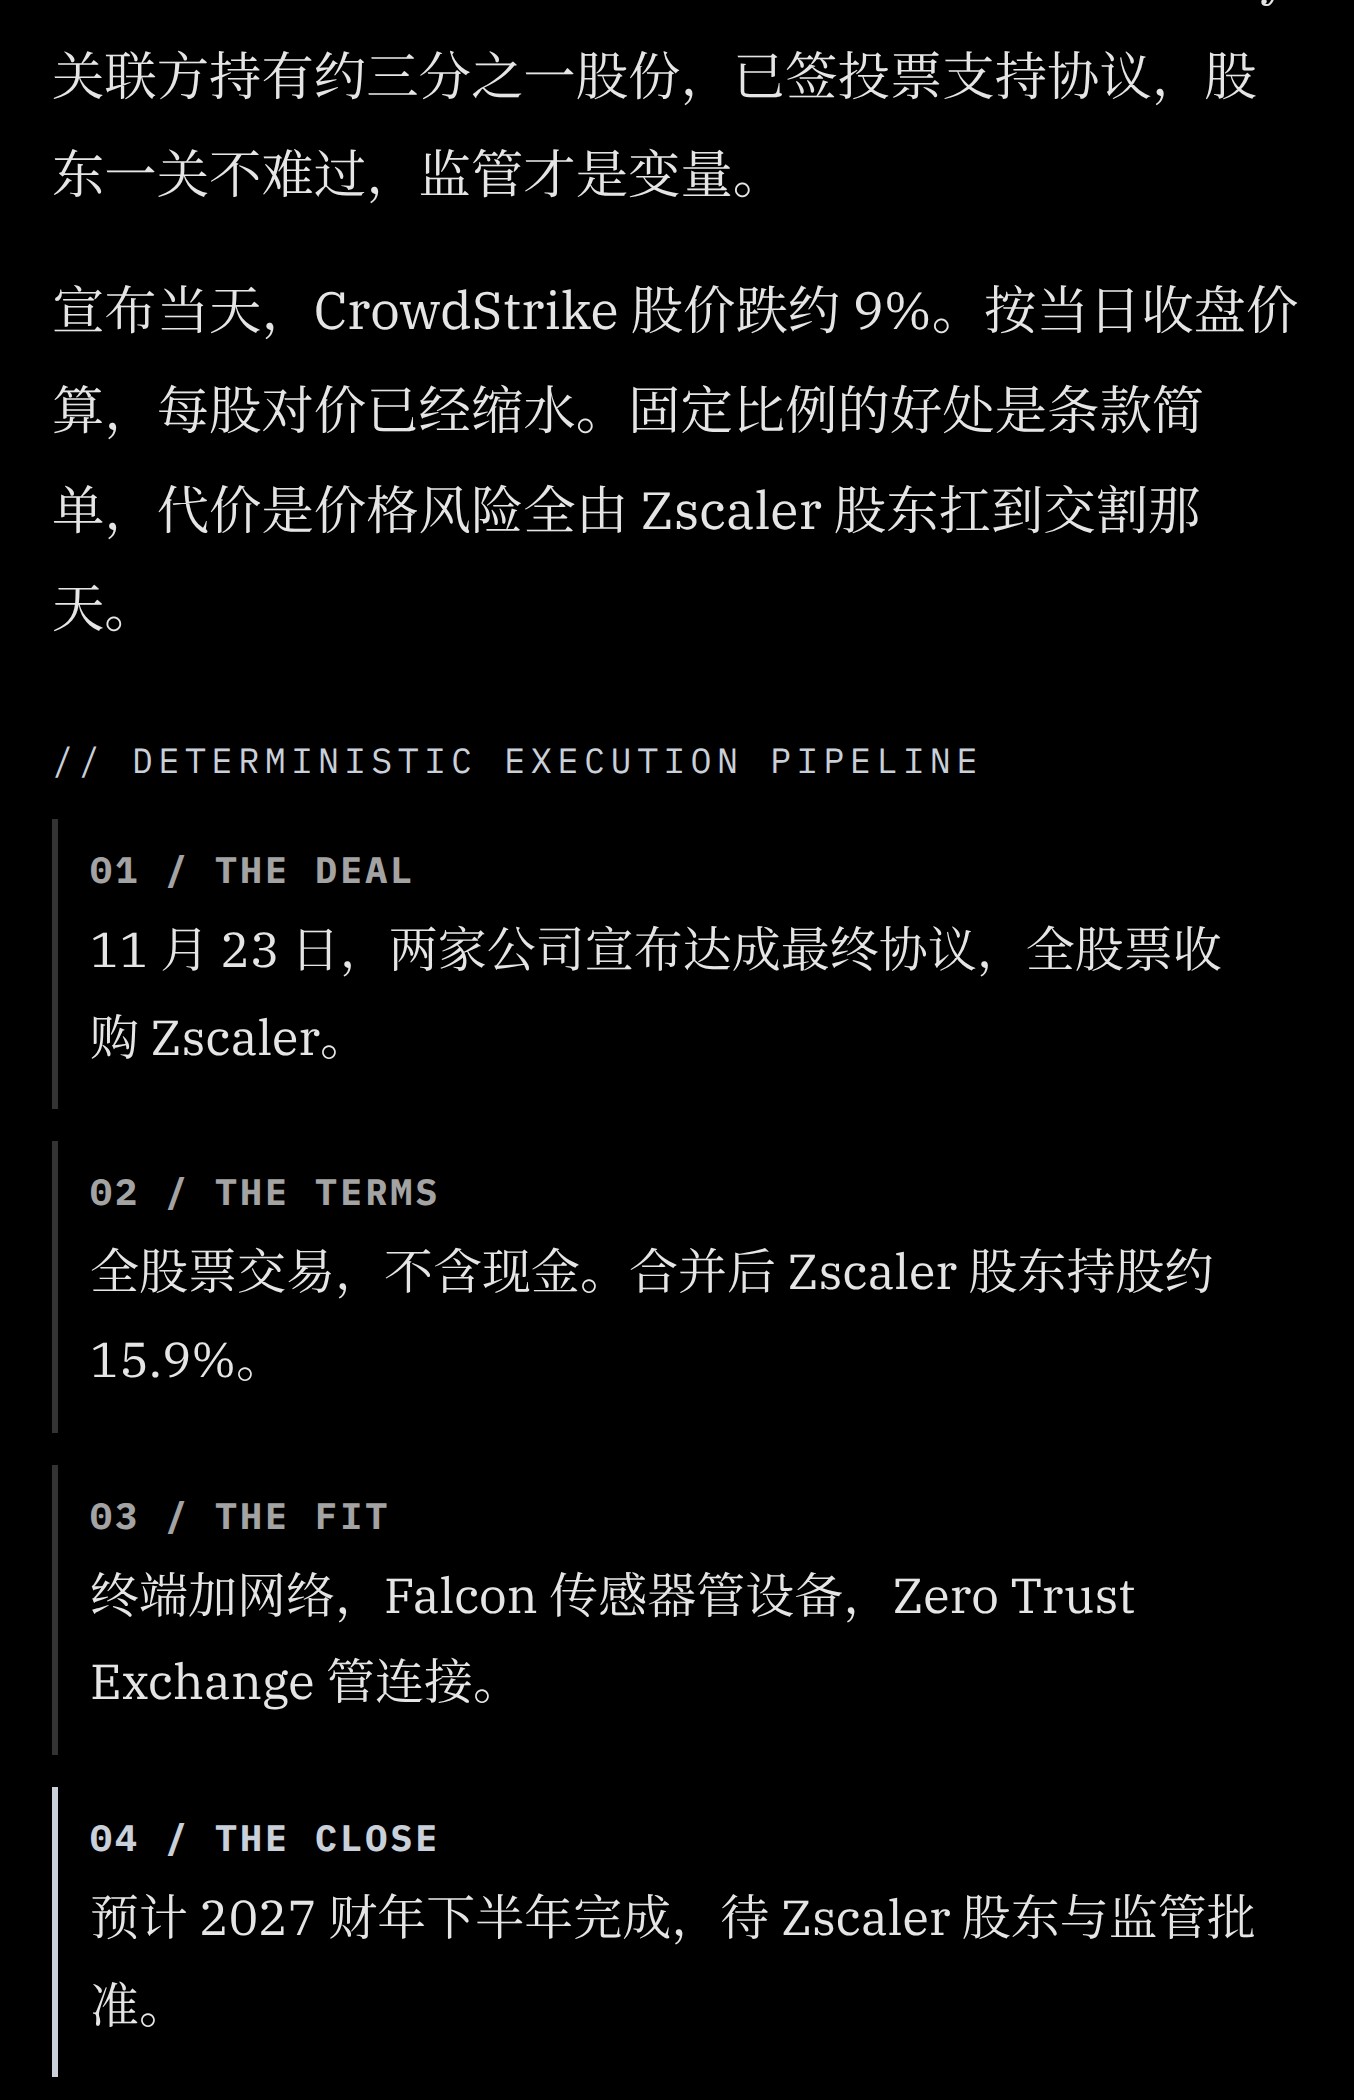 关联方持有约三分之一股份，已签投票支持协议，股
东一关不难过，监管才是变量。
宣布当天，CrowdStrike 股价跌约 9%。按当日收盘价
算，每股对价已经缩水。固定比例的好处是条款简
单，代价是价格风险全由 Zscaler 股东扛到交割那
天。
// DETERMINISTIC EXECUTION PIPELINE
01 / THE DEAL
11 月 23 日，两家公司宣布达成最终协议，全股票收
购 Zscaler。
02 / THE TERMS
全股票交易，不含现金。合并后 Zscaler 股东持股约
15.9%。
03 / THE FIT
终端加网络，Falcon 传感器管设备，Zero Trust
Exchange 管连接。
04 / THE CLOSE
预计 2027 财年下半年完成，待 Zscaler 股东与监管批
准。